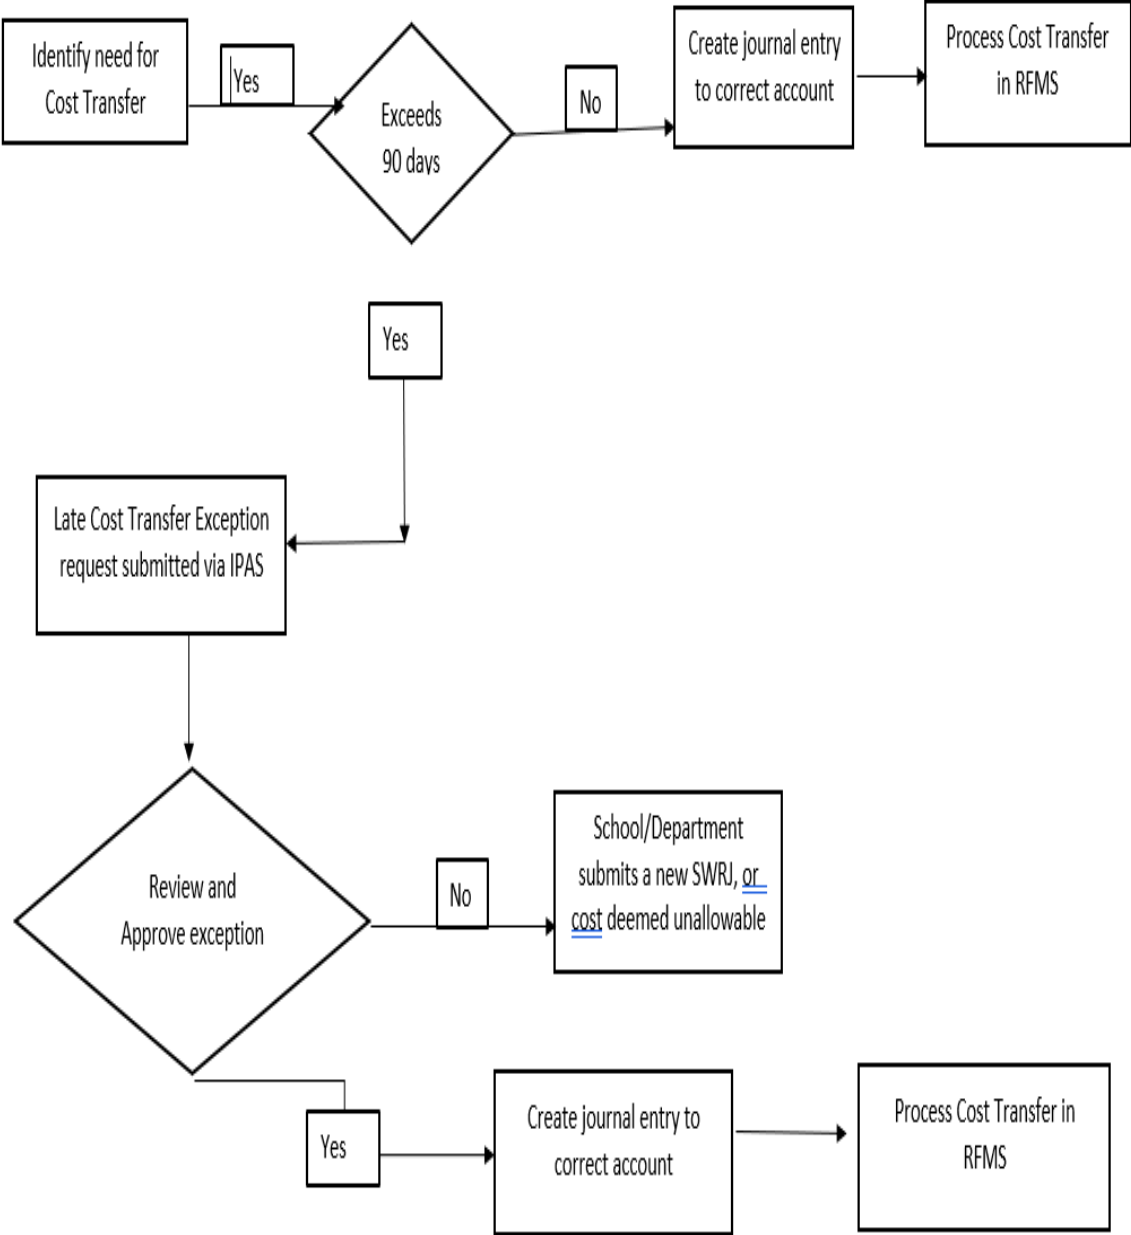 Identify need for
Cost Transfer
Yes
Exceeds
90 days
No
Create journal entry
to correct account
Process Cost Transfer
in RFMS
Yes
Late Cost Transfer Exception
request submitted via IPAS
Review and
Approve exception
No
School/Department
submits a new SWRJ, or
cost deemed unallowable
Yes
Create journal entry to
correct account
Process Cost Transfer in
RFMS